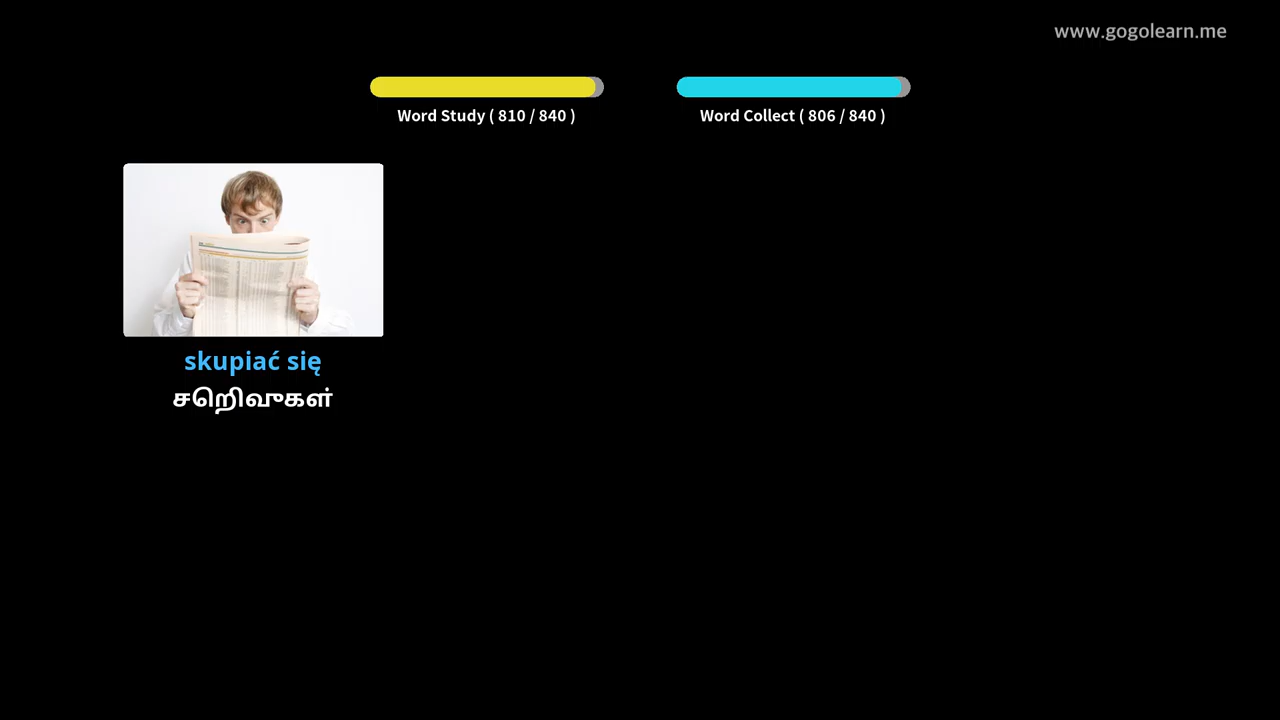 www.gogolearn.me
Word Study ( 810 / 840 )
Word Collect ( 806 / 840 )
skupiać się
சறெிவுகள்